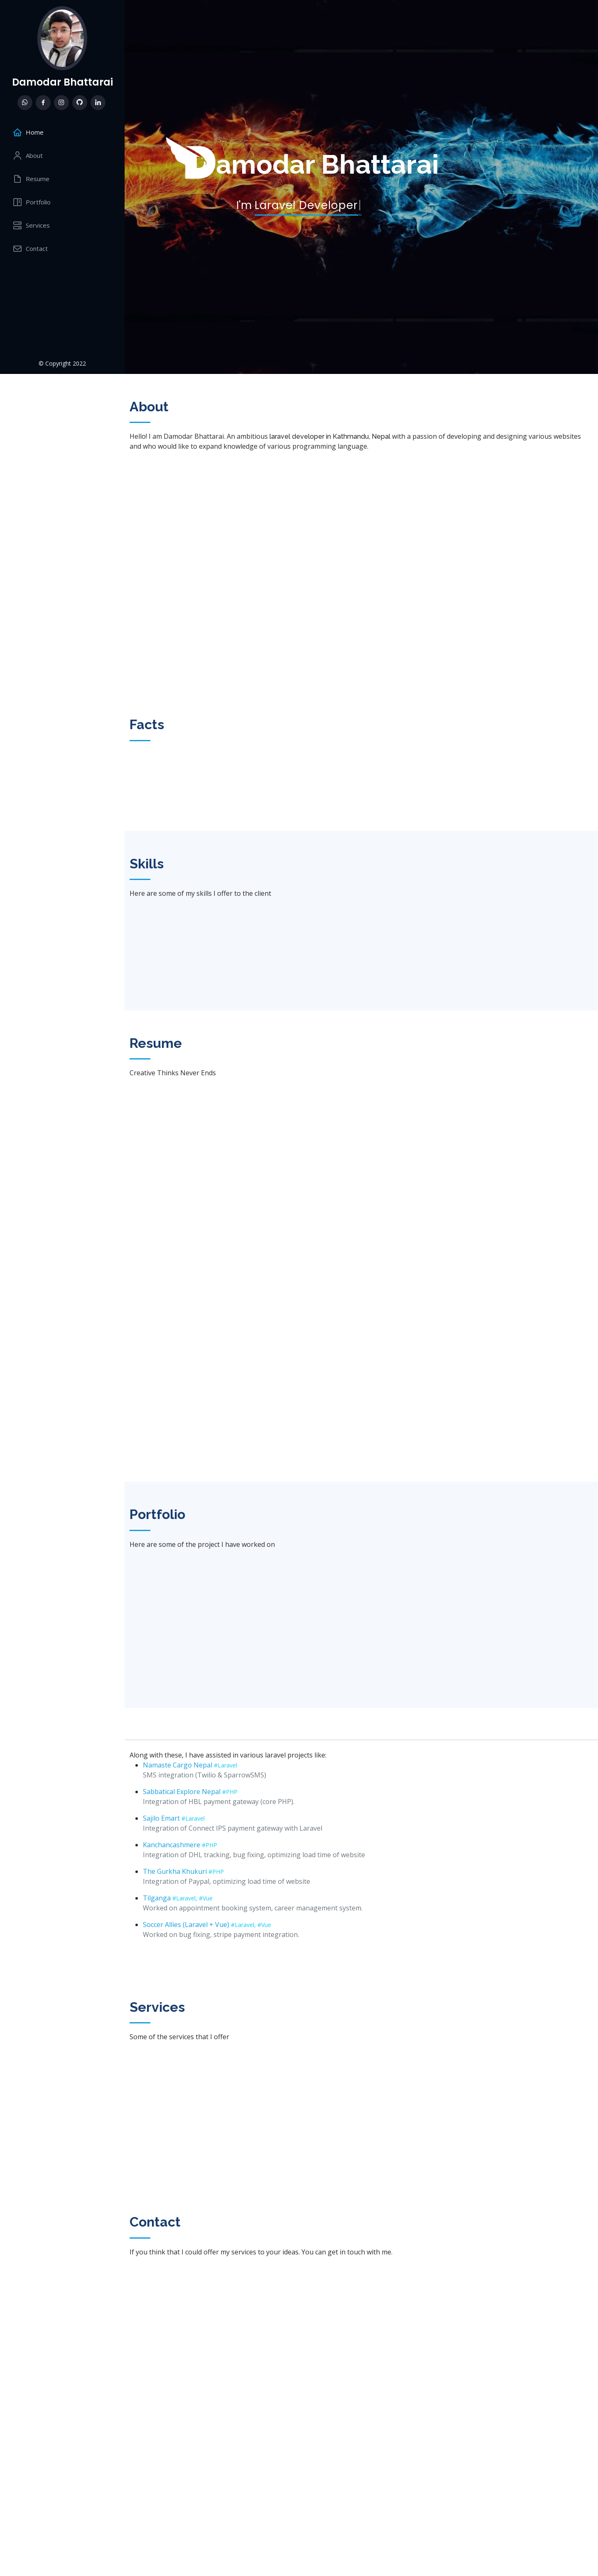 Damodar Bhattarai
Home
About
Resume
Portfolio
Services
Contact
© Copyright 2022
Damodar Bhattarai
I'm Laravel Developer|
About
Hello! I am Damodar Bhattarai. An ambitious laravel developer in Kathmandu, Nepal with a passion of developing and designing various websites
and who would like to expand knowledge of various programming language.
Facts
Skills
Here are some of my skills I offer to the client
Resume
Creative Thinks Never Ends
Portfolio
Here are some of the project I have worked on
Along with these, I have assisted in various laravel projects like:
Namaste Cargo Nepal #Laravel
SMS integration (Twilio & SparrowSMS)
Sabbatical Explore Nepal #PHP
Integration of HBL payment gateway (core PHP).
Sajilo Emart #Laravel
Integration of Connect IPS payment gateway with Laravel
Kanchancashmere #PHP
Integration of DHL tracking, bug fixing, optimizing load time of website
The Gurkha Khukuri #PHP
Integration of Paypal, optimizing load time of website
Tilganga #Laravel, #Vue
Worked on appointment booking system, career management system.
Soccer Allies (Laravel + Vue) #Laravel, #Vue
Worked on bug fixing, stripe payment integration.
Services
Some of the services that I offer
Contact
If you think that I could offer my services to your ideas. You can get in touch with me.